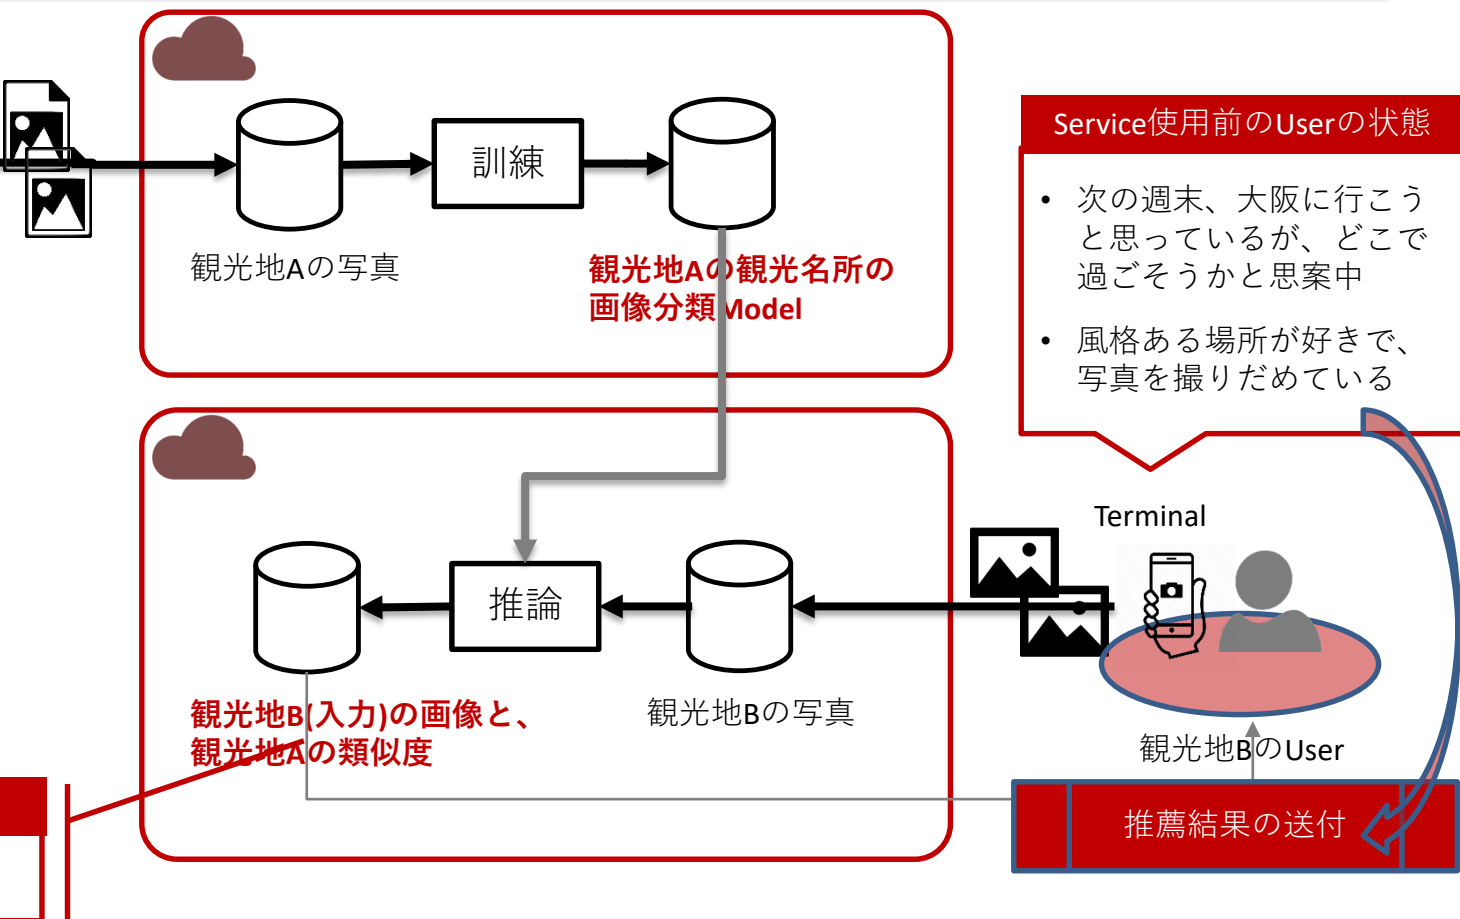 Service使用前のUserの状態
• 次の週末、大阪に行こう
と思っているが、どこで
過ごそうかと思案中
• 風格ある場所が好きで、
写真を撮りだめている
訓練
観光地Aの写真
観光地Aの観光名所の
画像分類Model
Terminal
推論
観光地B(入力)の画像と、
観光地Aの類似度
観光地Bの写真
観光地BのUser
推薦結果の送付